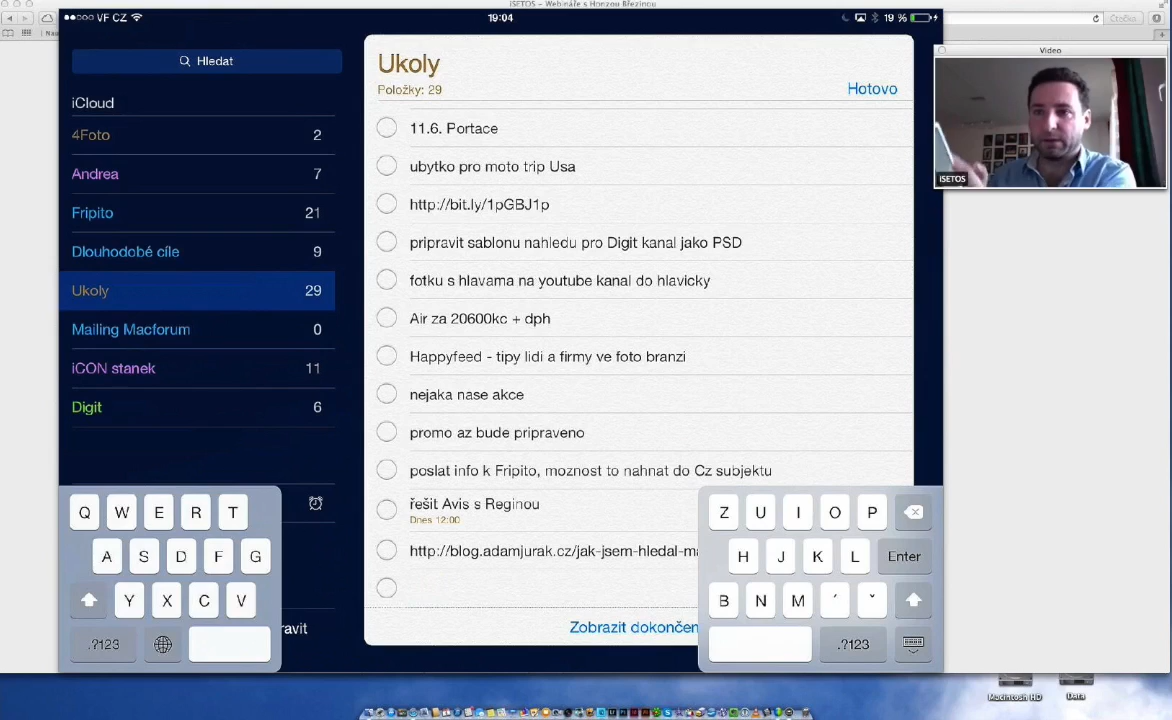 iSETOS – Webináře s Honzou Březinou
VF CZ
19:04
19 %
Čtečka
Video
iSETOS
Hledat
iCloud
4Foto 2
Andrea 7
Fripito 21
Dlouhodobé cíle 9
Ukoly 29
Mailing Macforum 0
iCON stanek 11
Digit 6
ravit
Ukoly
Položky: 29
Hotovo
11.6. Portace
ubytko pro moto trip Usa
http://bit.ly/1pGBJ1p
pripravit sablonu nahledu pro Digit kanal jako PSD
fotku s hlavama na youtube kanal do hlavicky
Air za 20600kc + dph
Happyfeed - tipy lidi a firmy ve foto branzi
nejaka nase akce
promo az bude pripraveno
poslat info k Fripito, moznost to nahnat do Cz subjektu
řešit Avis s Reginou
Dnes 12:00
http://blog.adamjurak.cz/jak-jsem-hledal-ma
Zobrazit dokončen
Q W E R T
A S D F G
Y X C V
.?123
Z U I O P
H J K L Enter
B N M ´ ˇ
.?123
Macintosh HD
Data